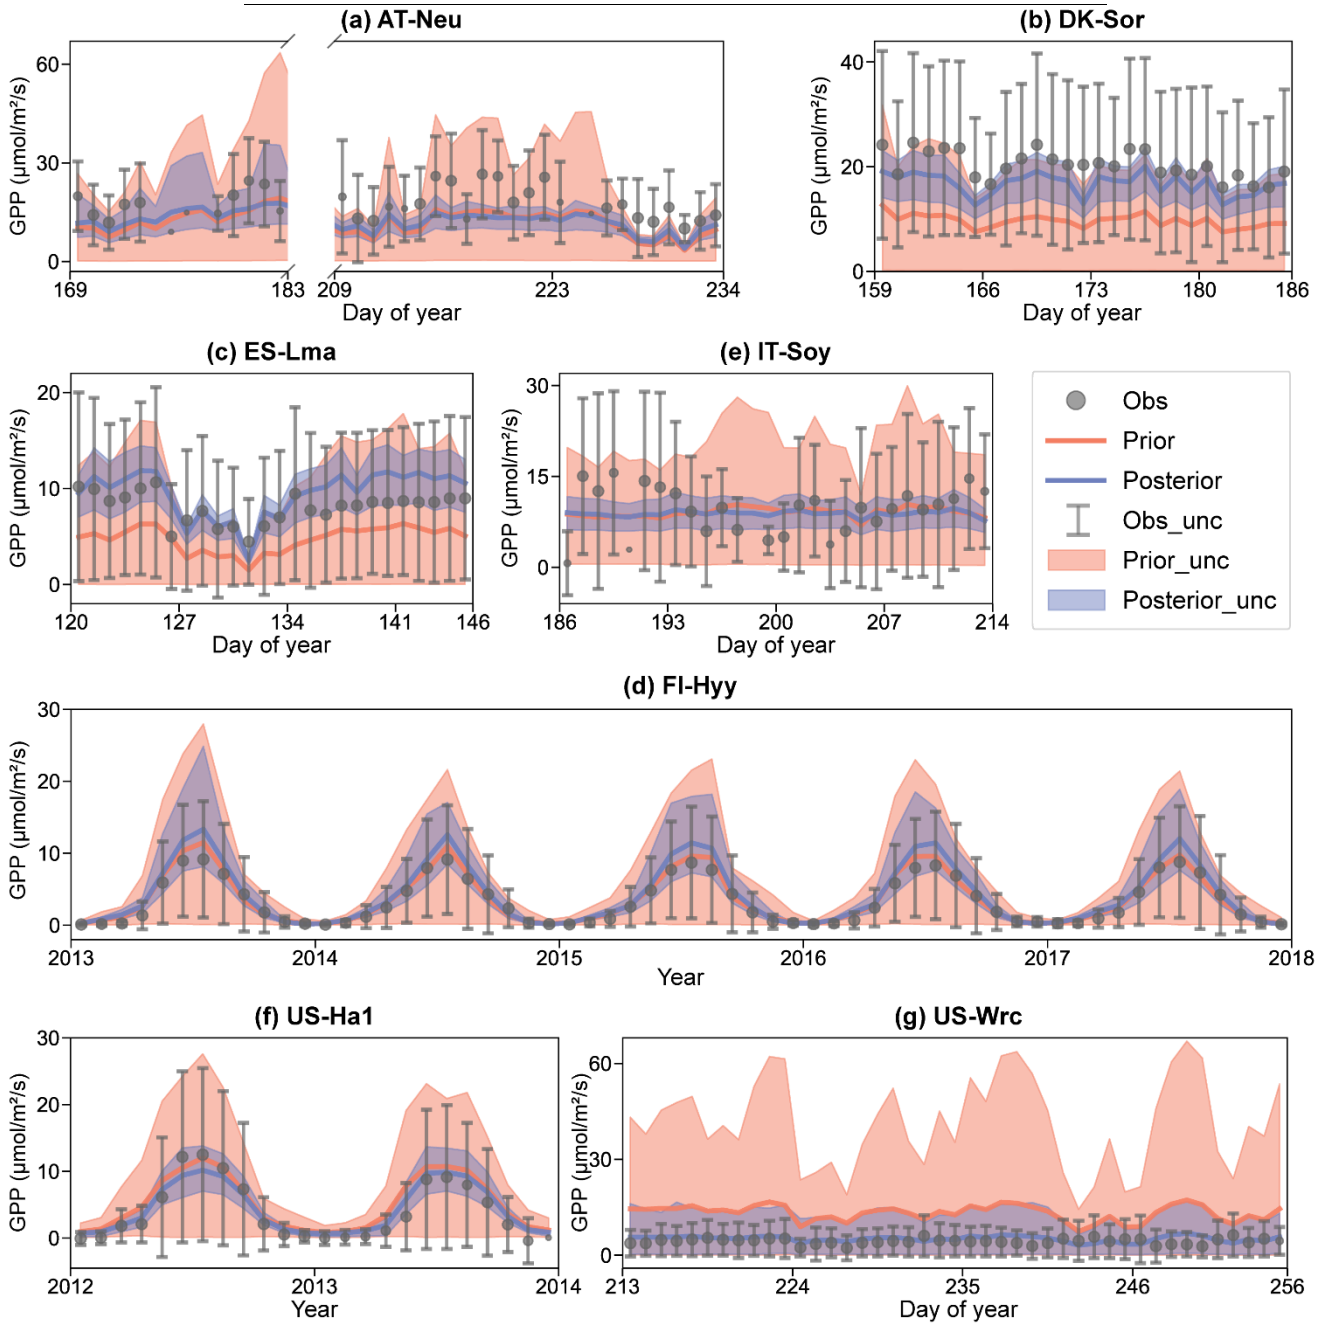 (a) AT-Neu
(b) DK-Sor
GPP (μmol/m²/s)
60
30
0
169
183
209
223
234
Day of year
GPP (μmol/m²/s)
40
20
0
159
166
173
180
186
Day of year
(c) ES-Lma
(e) IT-Soy
GPP (μmol/m²/s)
20
10
0
120
127
134
141
146
Day of year
GPP (μmol/m²/s)
30
15
0
186
193
200
207
214
Day of year
Obs
Prior
Posterior
Obs_unc
Prior_unc
Posterior_unc
(d) FI-Hyy
GPP (μmol/m²/s)
30
20
10
0
2013
2014
2015
2016
2017
2018
Year
(f) US-Ha1
(g) US-Wrc
GPP (μmol/m²/s)
30
20
10
0
2012
2013
2014
Year
GPP (μmol/m²/s)
60
30
0
213
224
235
246
256
Day of year